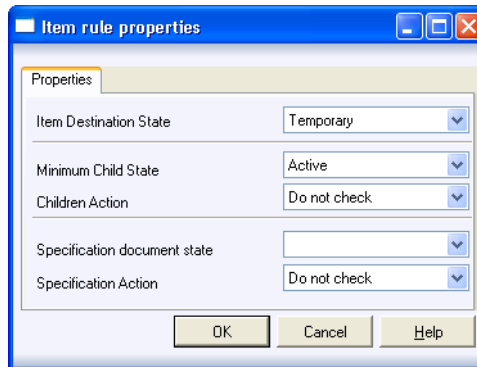 Item rule properties
Properties
Item Destination State Temporary
Minimum Child State Active
Children Action Do not check
Specification document state
Specification Action Do not check
OK Cancel Help